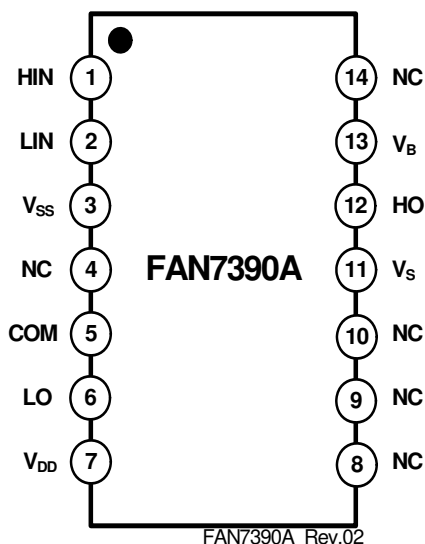 HIN 1 14 NC
LIN 2 13 VB
VSS 3 12 HO
NC 4 FAN7390A 11 VS
COM 5 10 NC
LO 6 9 NC
VDD 7 8 NC
FAN7390A Rev.02